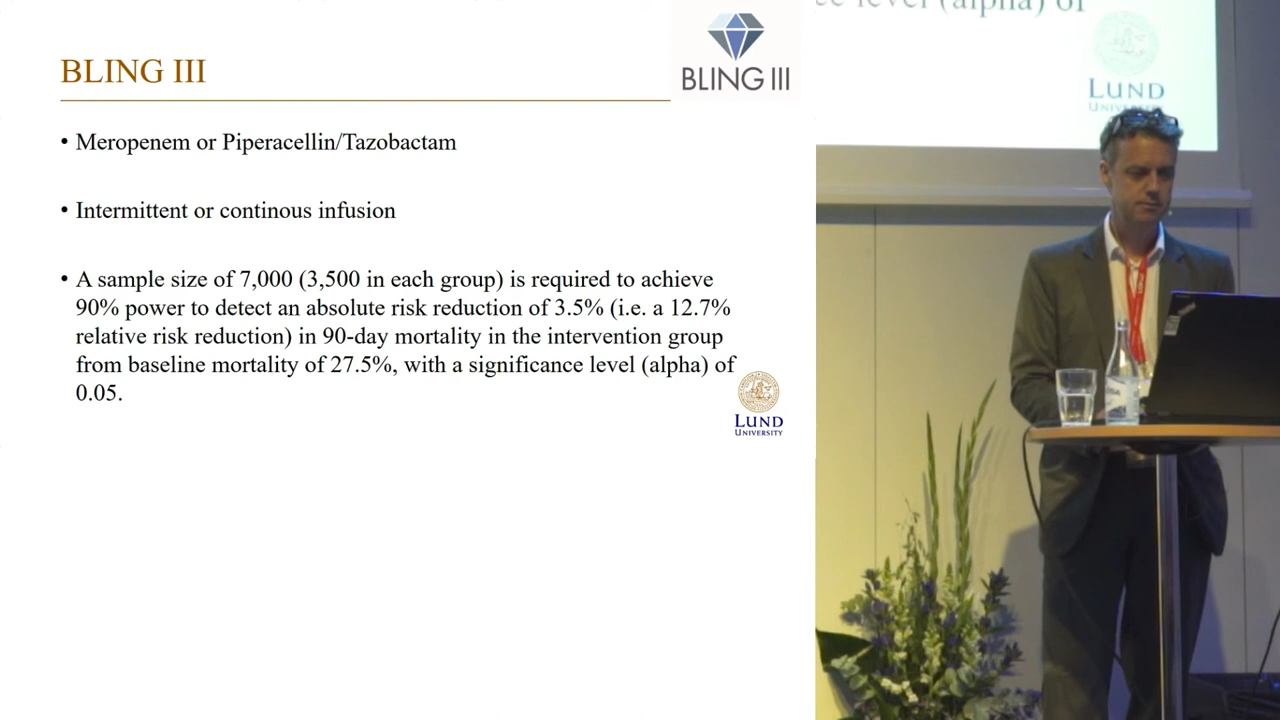 BLING III
BLING III
• Meropenem or Piperacellin/Tazobactam
• Intermittent or continous infusion
• A sample size of 7,000 (3,500 in each group) is required to achieve
90% power to detect an absolute risk reduction of 3.5% (i.e. a 12.7%
relative risk reduction) in 90-day mortality in the intervention group
from baseline mortality of 27.5%, with a significance level (alpha) of
0.05.
LUND
UNIVERSITY
ce level (alpha) of
LUND
UNIVERSITY